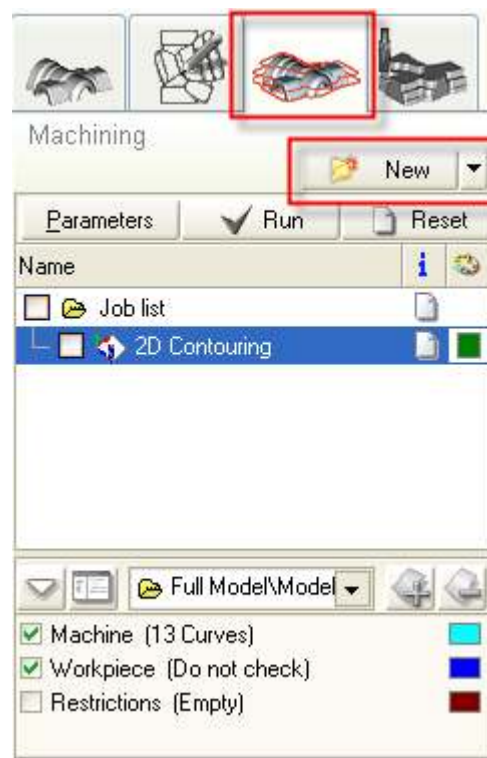 Machining
New
Parameters Run Reset
Name i
Job list
2D Contouring
Full Model\Model
Machine (13 Curves)
Workpiece (Do not check)
Restrictions (Empty)